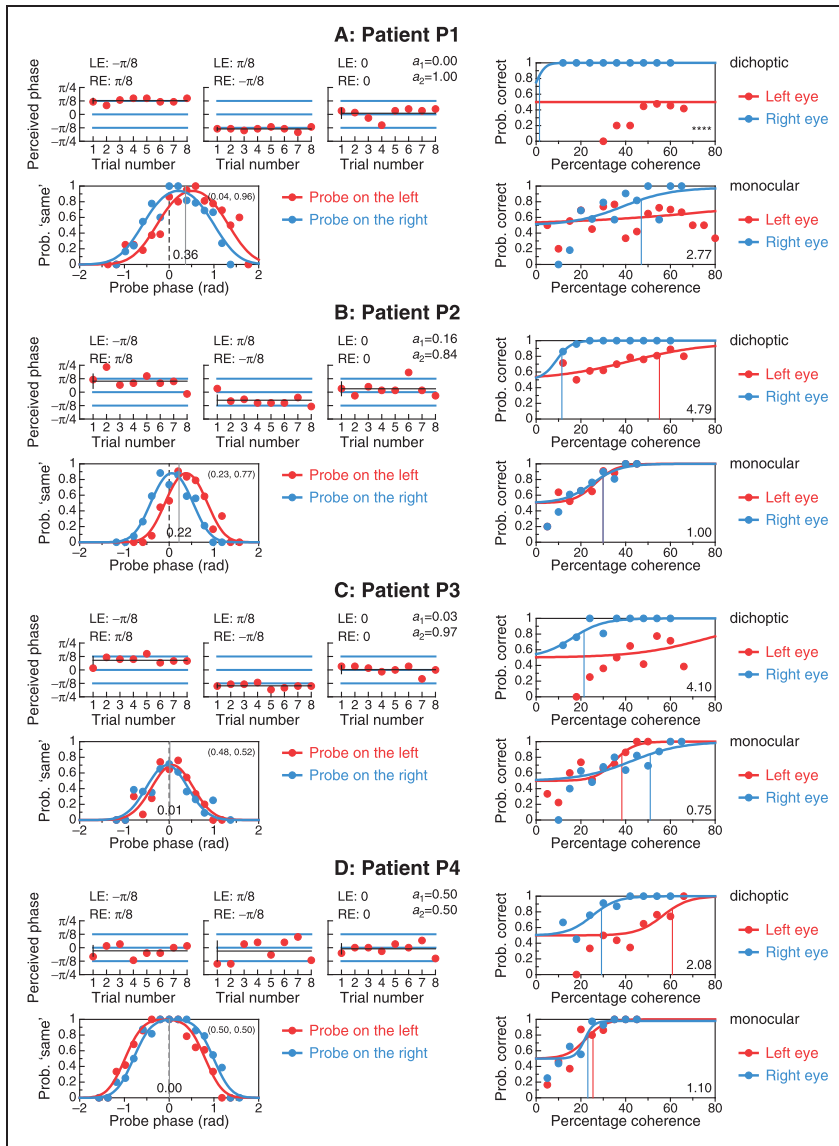 A: Patient P1
LE: −π/8
RE: π/8
LE: π/8
RE: −π/8
LE: 0
RE: 0
a1=0.00
a2=1.00
Perceived phase
π/4
π/8
0
−π/8
−π/4
1 2 3 4 5 6 7 8
Trial number
1 2 3 4 5 6 7 8
Trial number
1 2 3 4 5 6 7 8
Trial number
Prob. correct
1
0.8
0.6
0.4
0.2
0
0 20 40 60 80
Percentage coherence
****
dichoptic
Left eye
Right eye
Prob. 'same'
1
0.8
0.6
0.4
0.2
0
−2 −1 0 1 2
Probe phase (rad)
(0.04, 0.96)
0.36
Probe on the left
Probe on the right
Prob. correct
1
0.8
0.6
0.4
0.2
0
0 20 40 60 80
Percentage coherence
2.77
monocular
Left eye
Right eye
B: Patient P2
LE: −π/8
RE: π/8
LE: π/8
RE: −π/8
LE: 0
RE: 0
a1=0.16
a2=0.84
Perceived phase
π/4
π/8
0
−π/8
−π/4
1 2 3 4 5 6 7 8
Trial number
1 2 3 4 5 6 7 8
Trial number
1 2 3 4 5 6 7 8
Trial number
Prob. correct
1
0.8
0.6
0.4
0.2
0
0 20 40 60 80
Percentage coherence
4.79
dichoptic
Left eye
Right eye
Prob. 'same'
1
0.8
0.6
0.4
0.2
0
−2 −1 0 1 2
Probe phase (rad)
(0.23, 0.77)
0.22
Probe on the left
Probe on the right
Prob. correct
1
0.8
0.6
0.4
0.2
0
0 20 40 60 80
Percentage coherence
1.00
monocular
Left eye
Right eye
C: Patient P3
LE: −π/8
RE: π/8
LE: π/8
RE: −π/8
LE: 0
RE: 0
a1=0.03
a2=0.97
Perceived phase
π/4
π/8
0
−π/8
−π/4
1 2 3 4 5 6 7 8
Trial number
1 2 3 4 5 6 7 8
Trial number
1 2 3 4 5 6 7 8
Trial number
Prob. correct
1
0.8
0.6
0.4
0.2
0
0 20 40 60 80
Percentage coherence
4.10
dichoptic
Left eye
Right eye
Prob. 'same'
1
0.8
0.6
0.4
0.2
0
−2 −1 0 1 2
Probe phase (rad)
(0.48, 0.52)
0.01
Probe on the left
Probe on the right
Prob. correct
1
0.8
0.6
0.4
0.2
0
0 20 40 60 80
Percentage coherence
0.75
monocular
Left eye
Right eye
D: Patient P4
LE: −π/8
RE: π/8
LE: π/8
RE: −π/8
LE: 0
RE: 0
a1=0.50
a2=0.50
Perceived phase
π/4
π/8
0
−π/8
−π/4
1 2 3 4 5 6 7 8
Trial number
1 2 3 4 5 6 7 8
Trial number
1 2 3 4 5 6 7 8
Trial number
Prob. correct
1
0.8
0.6
0.4
0.2
0
0 20 40 60 80
Percentage coherence
2.08
dichoptic
Left eye
Right eye
Prob. 'same'
1
0.8
0.6
0.4
0.2
0
−2 −1 0 1 2
Probe phase (rad)
(0.50, 0.50)
0.00
Probe on the left
Probe on the right
Prob. correct
1
0.8
0.6
0.4
0.2
0
0 20 40 60 80
Percentage coherence
1.10
monocular
Left eye
Right eye